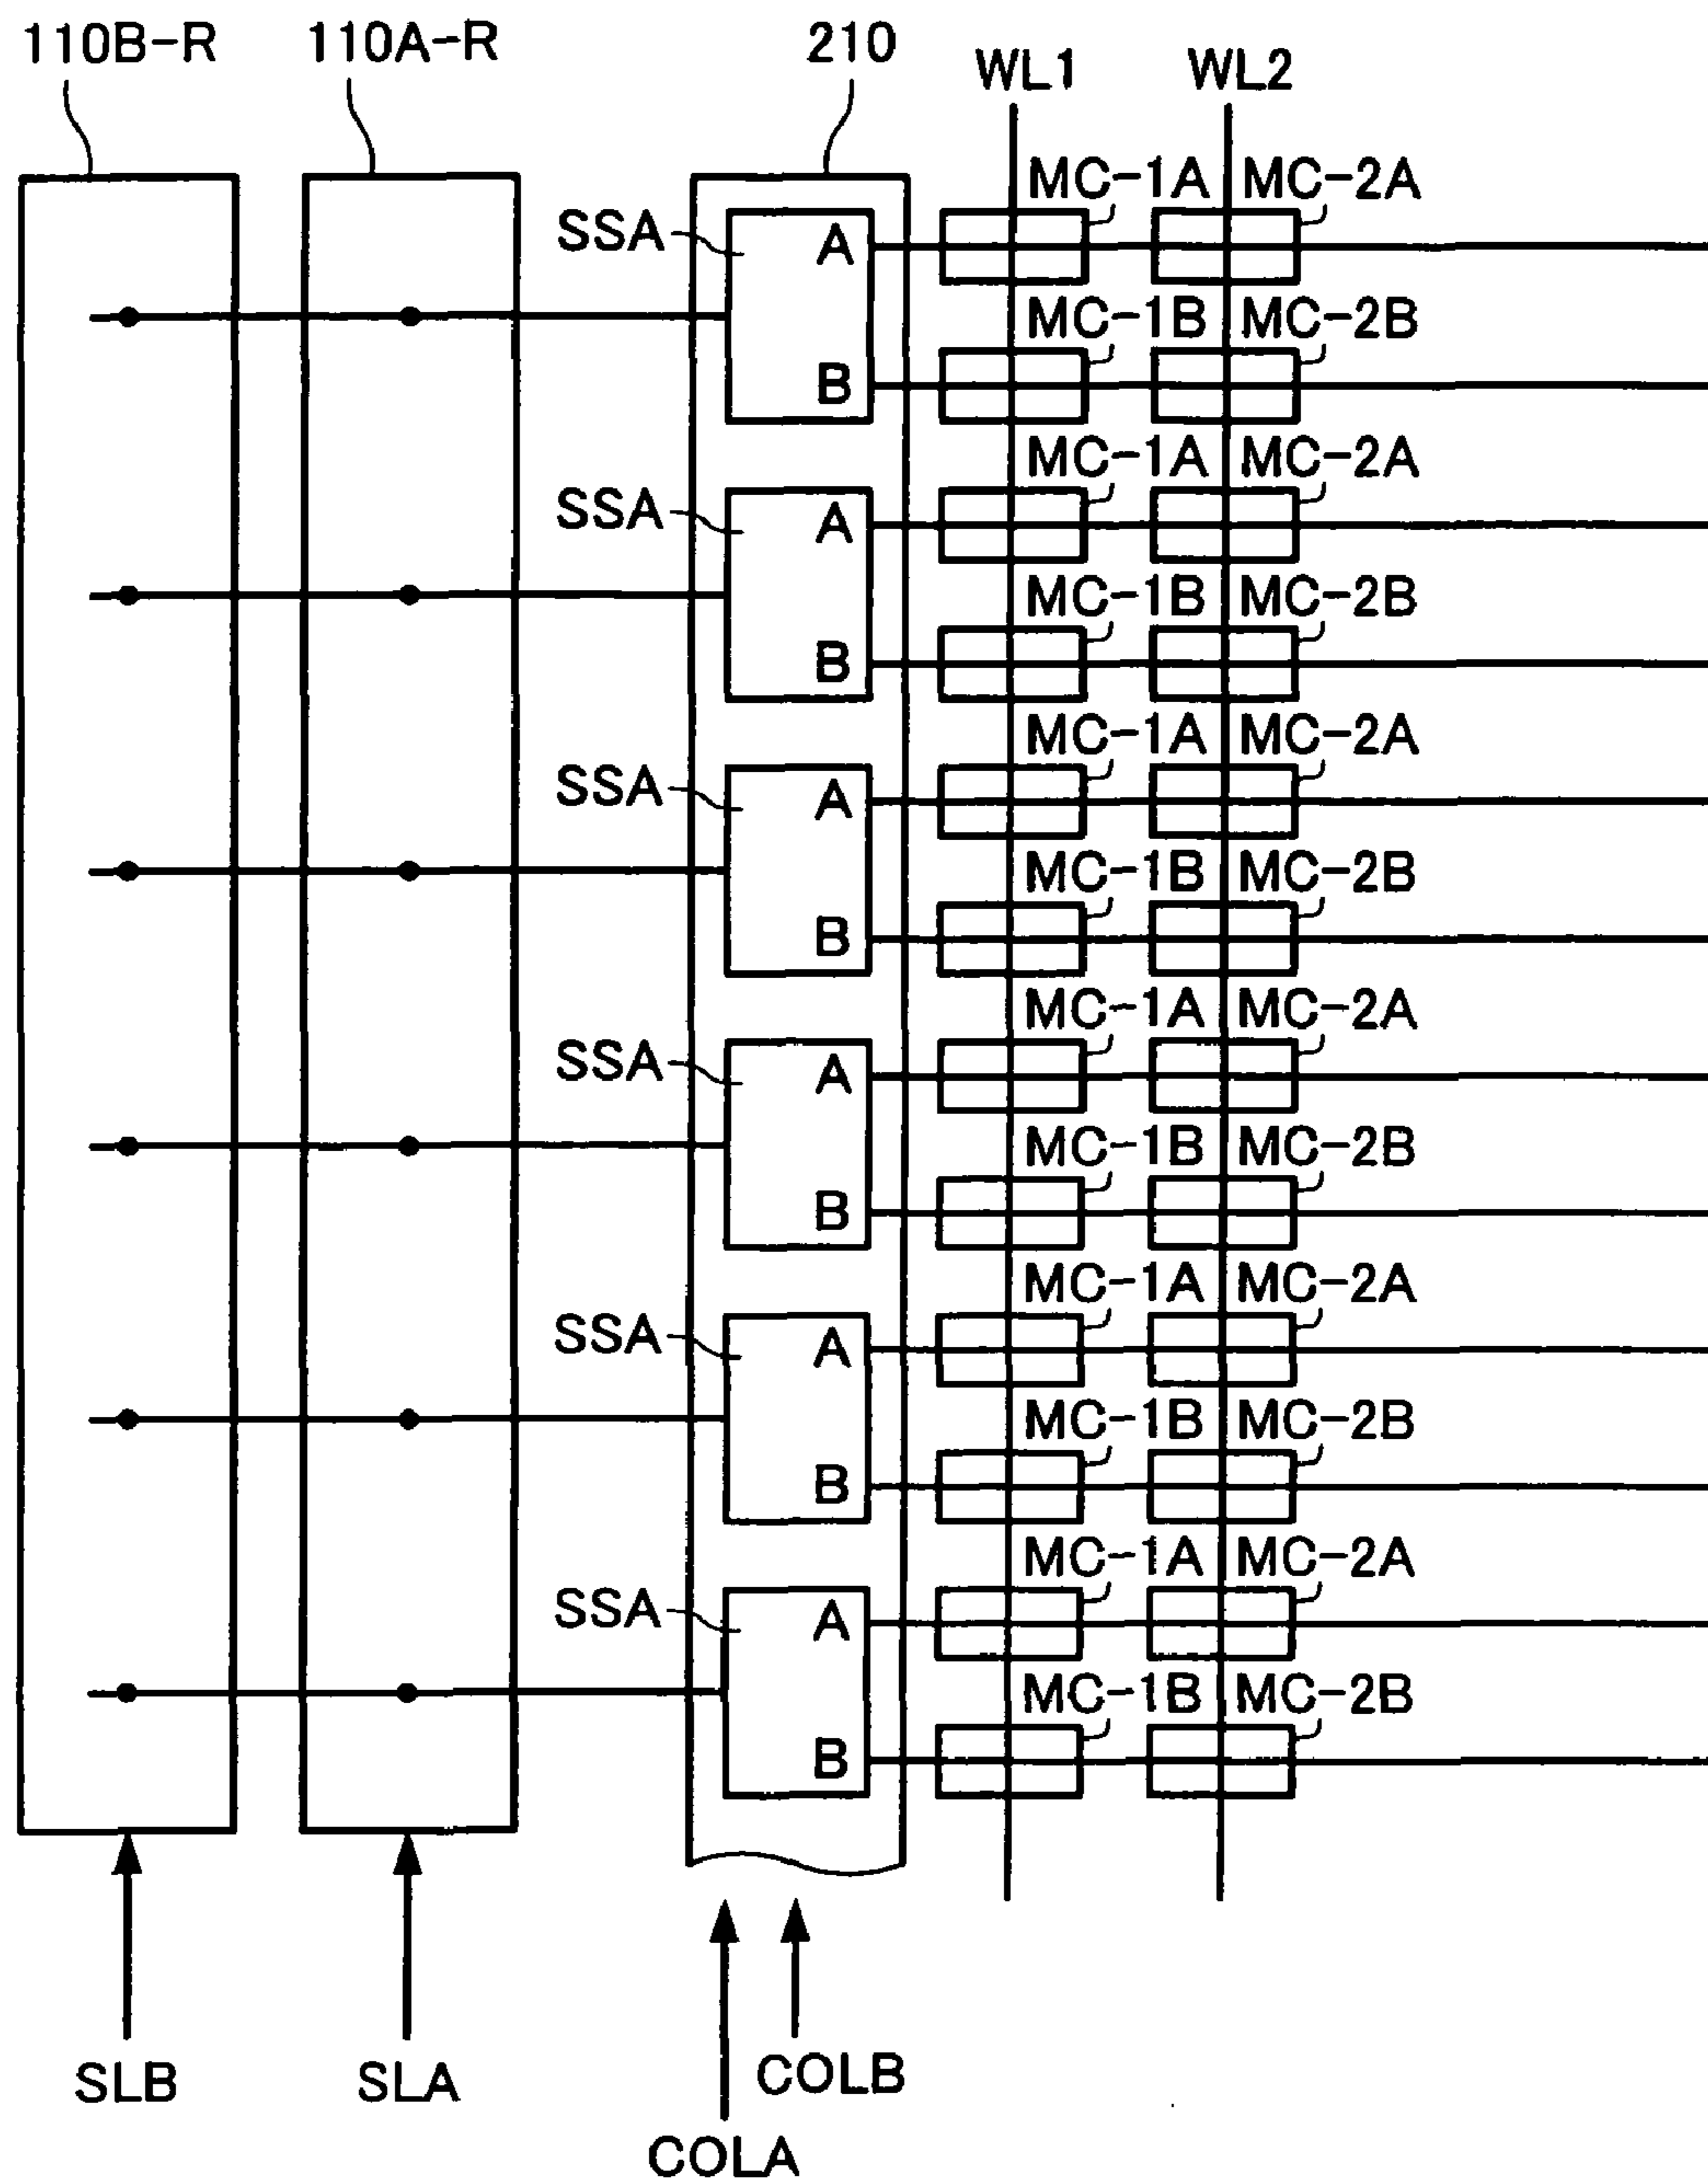 110B-R 110A-R 210 WL1 WL2
MC-1A MC-2A
SSA A
MC-1B MC-2B
B
MC-1A MC-2A
SSA A
MC-1B MC-2B
B
MC-1A MC-2A
SSA A
MC-1B MC-2B
B
MC-1A MC-2A
SSA A
MC-1B MC-2B
B
MC-1A MC-2A
SSA A
MC-1B MC-2B
B
MC-1A MC-2A
SSA A
MC-1B MC-2B
B
SLB SLA COLB
COLA